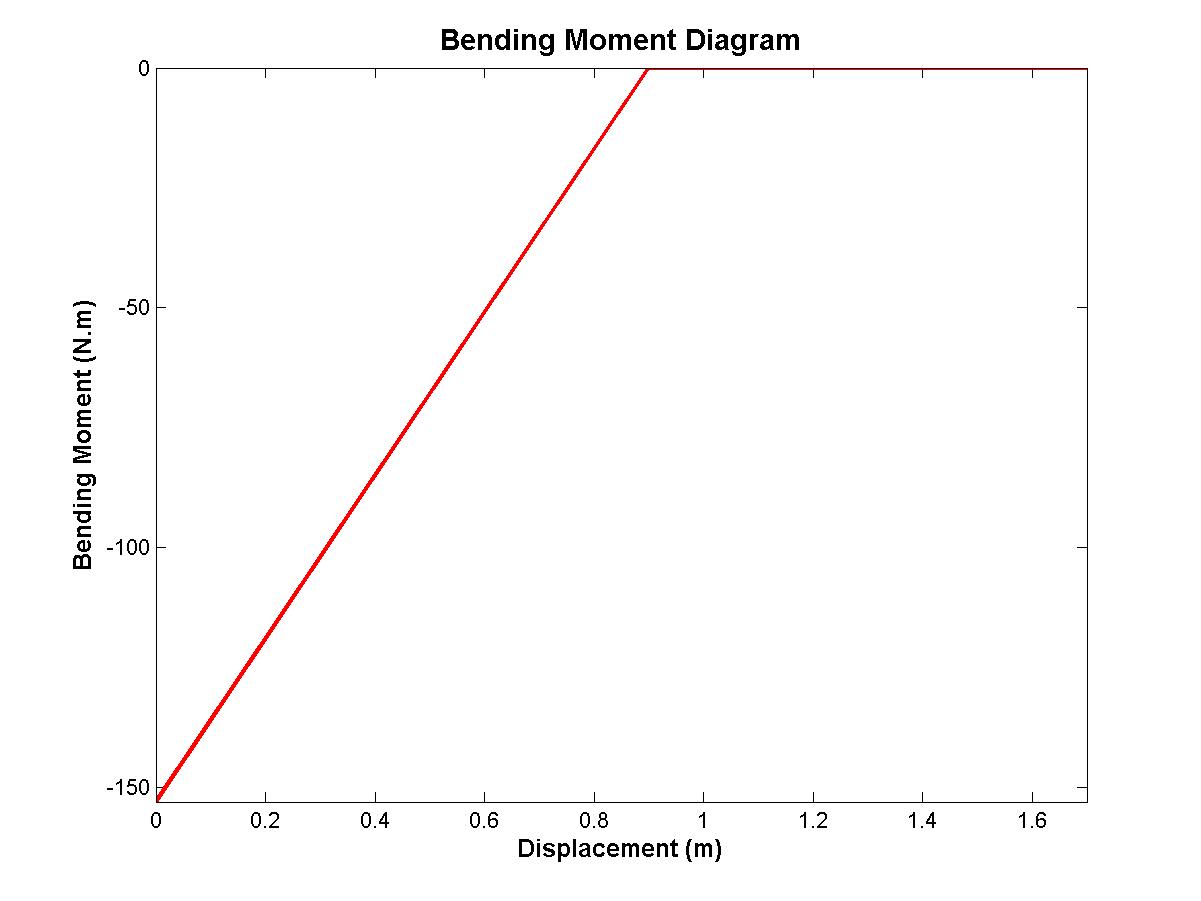 Bending Moment Diagram
0
-50
-100
-150
Bending Moment (N.m)
0 0.2 0.4 0.6 0.8 1 1.2 1.4 1.6
Displacement (m)